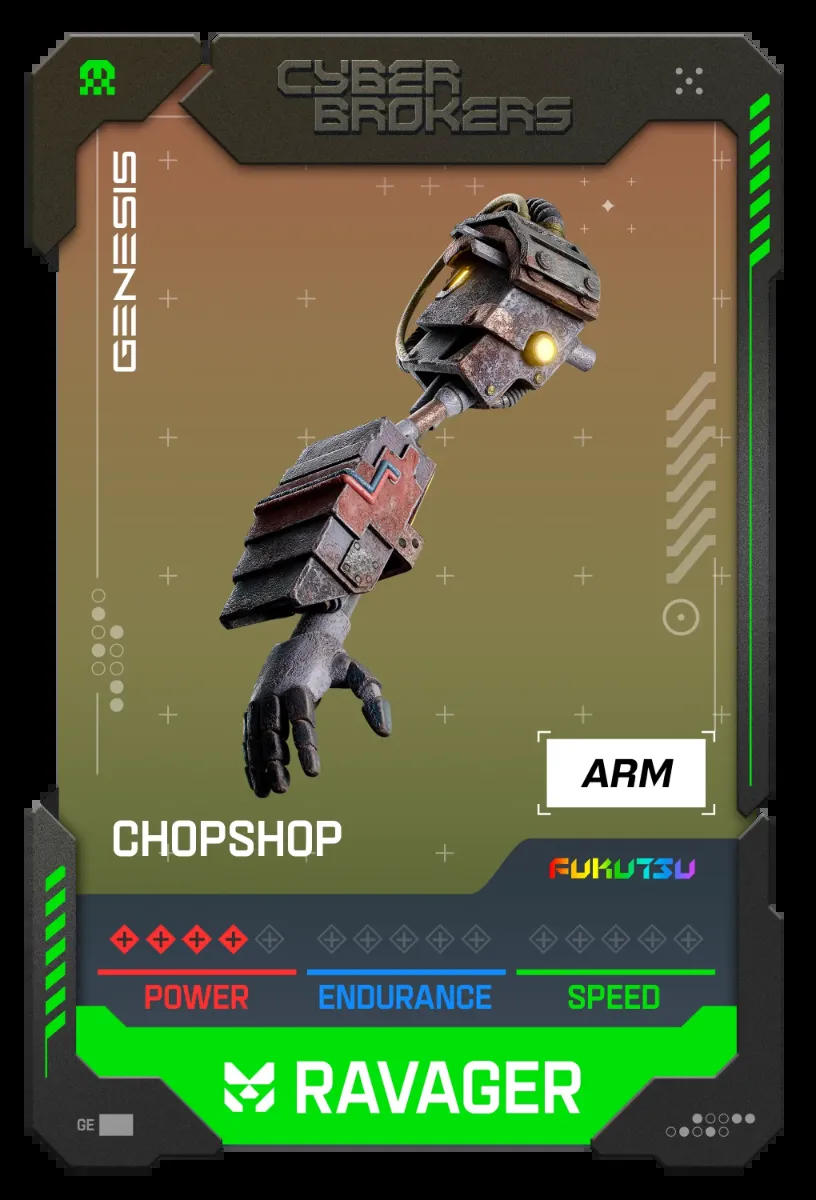 CYBER
BROKERS
GENESIS
ARM
CHOPSHOP
FUKUTSU
POWER
ENDURANCE
SPEED
RAVAGER
GE